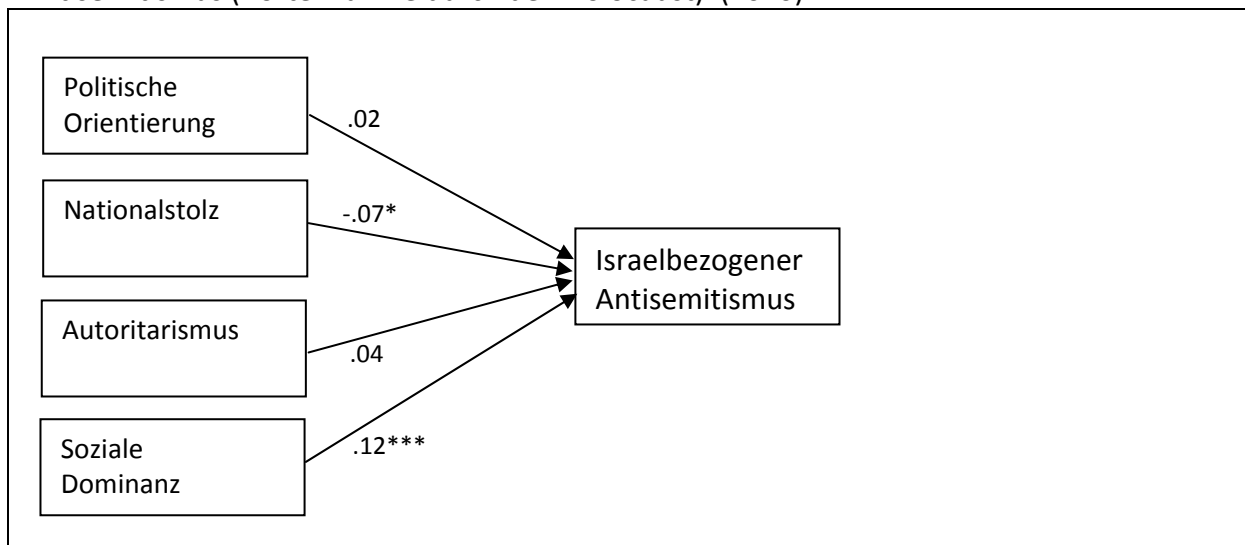 Politische
Orientierung
.02
Nationalstolz
-.07*
Israelbezogener
Antisemitismus
Autoritarismus
.04
Soziale
Dominanz
.12***